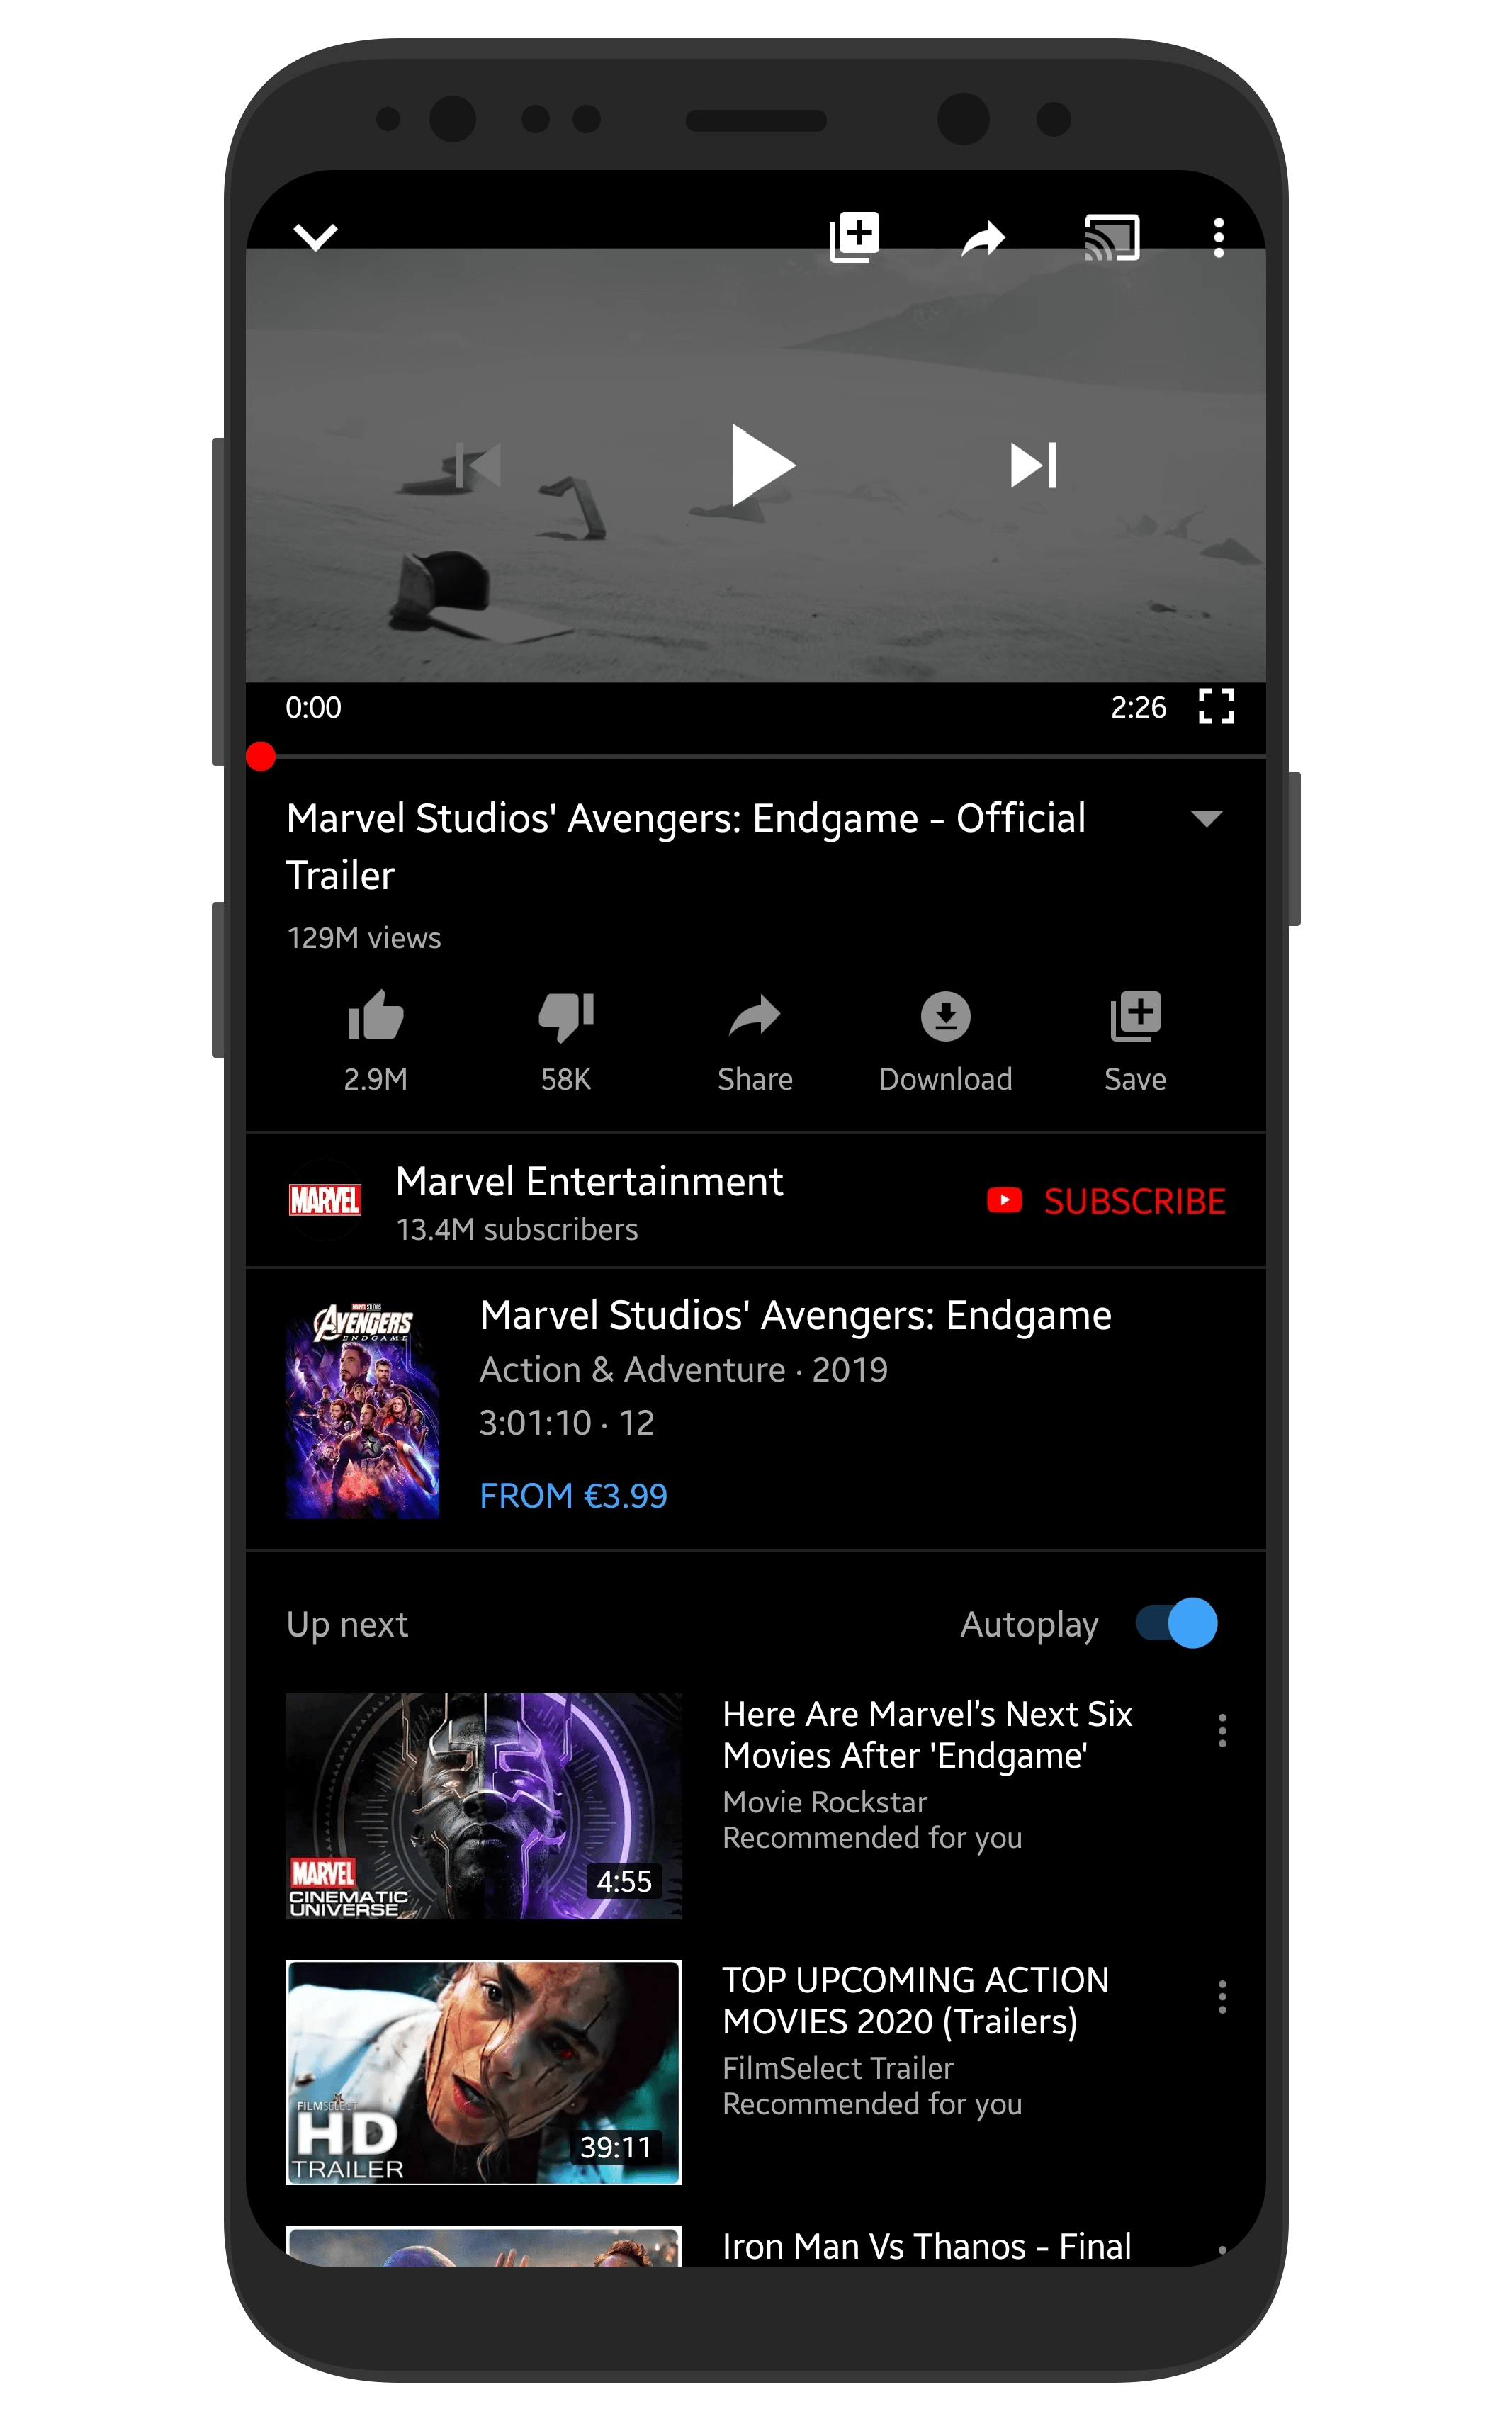 0:00
2:26
Marvel Studios' Avengers: Endgame - Official
Trailer
129M views
2.9M
58K
Share
Download
Save
MARVEL
Marvel Entertainment
13.4M subscribers
SUBSCRIBE
MARVEL STUDIOS
AVENGERS
ENDGAME
Marvel Studios' Avengers: Endgame
Action & Adventure · 2019
3:01:10 · 12
FROM €3.99
Up next
Autoplay
MARVEL
CINEMATIC
UNIVERSE
4:55
Here Are Marvel’s Next Six
Movies After 'Endgame'
Movie Rockstar
Recommended for you
FILMSELECT
HD
TRAILER
39:11
TOP UPCOMING ACTION
MOVIES 2020 (Trailers)
FilmSelect Trailer
Recommended for you
Iron Man Vs Thanos - Final